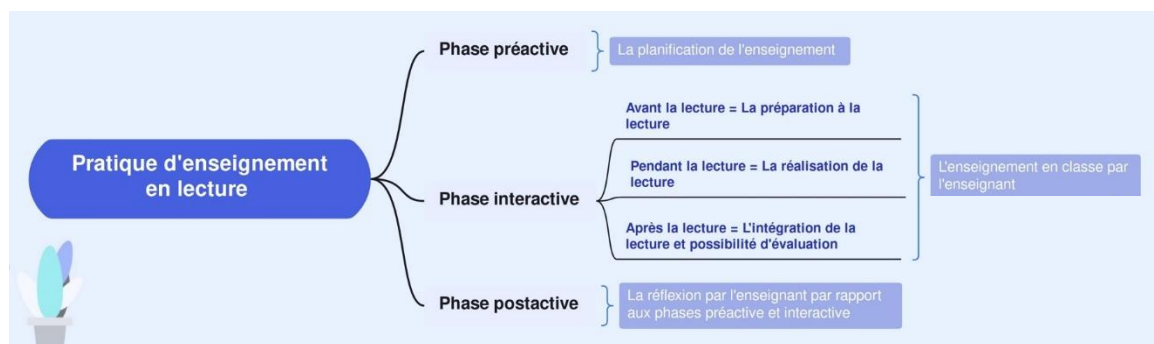 Pratique d'enseignement
en lecture
Phase préactive
La planification de l'enseignement
Phase interactive
Avant la lecture = La préparation à la
lecture
Pendant la lecture = La réalisation de la
lecture
Après la lecture = L'intégration de la
lecture et possibilité d'évaluation
L'enseignement en classe par
l'enseignant
Phase postactive
La réflexion par l'enseignant par rapport
aux phases préactive et interactive